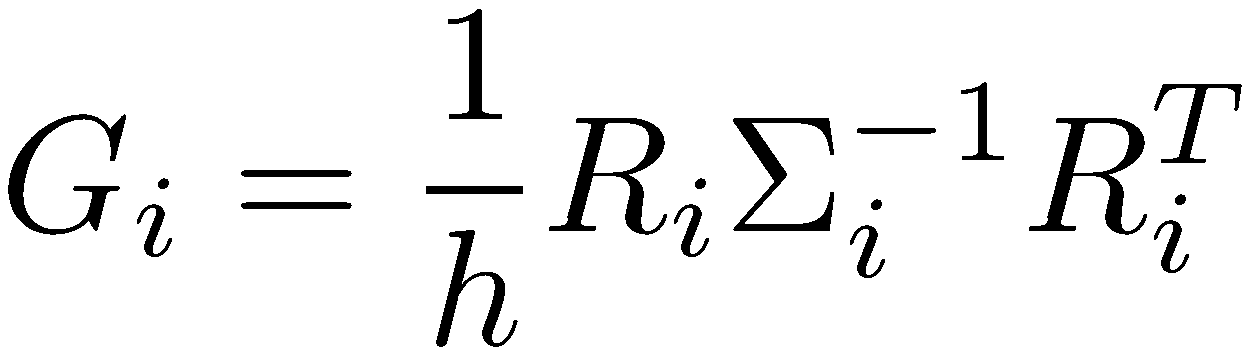 G_i = \frac{1}{h} R_i \Sigma_i^{-1} R_i^T